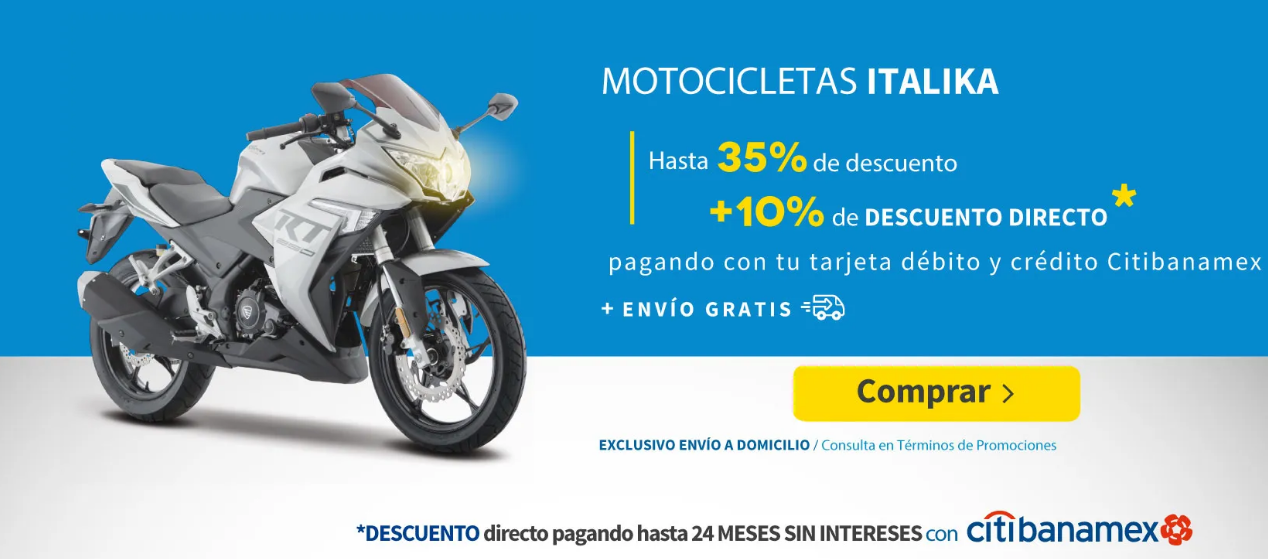 MOTOCICLETAS ITALIKA
Hasta 35% de descuento
+10% de DESCUENTO DIRECTO*
pagando con tu tarjeta débito y crédito Citibanamex
+ ENVÍO GRATIS
Comprar >
EXCLUSIVO ENVÍO A DOMICILIO / Consulta en Términos de Promociones
*DESCUENTO directo pagando hasta 24 MESES SIN INTERESES con citibanamex
RT